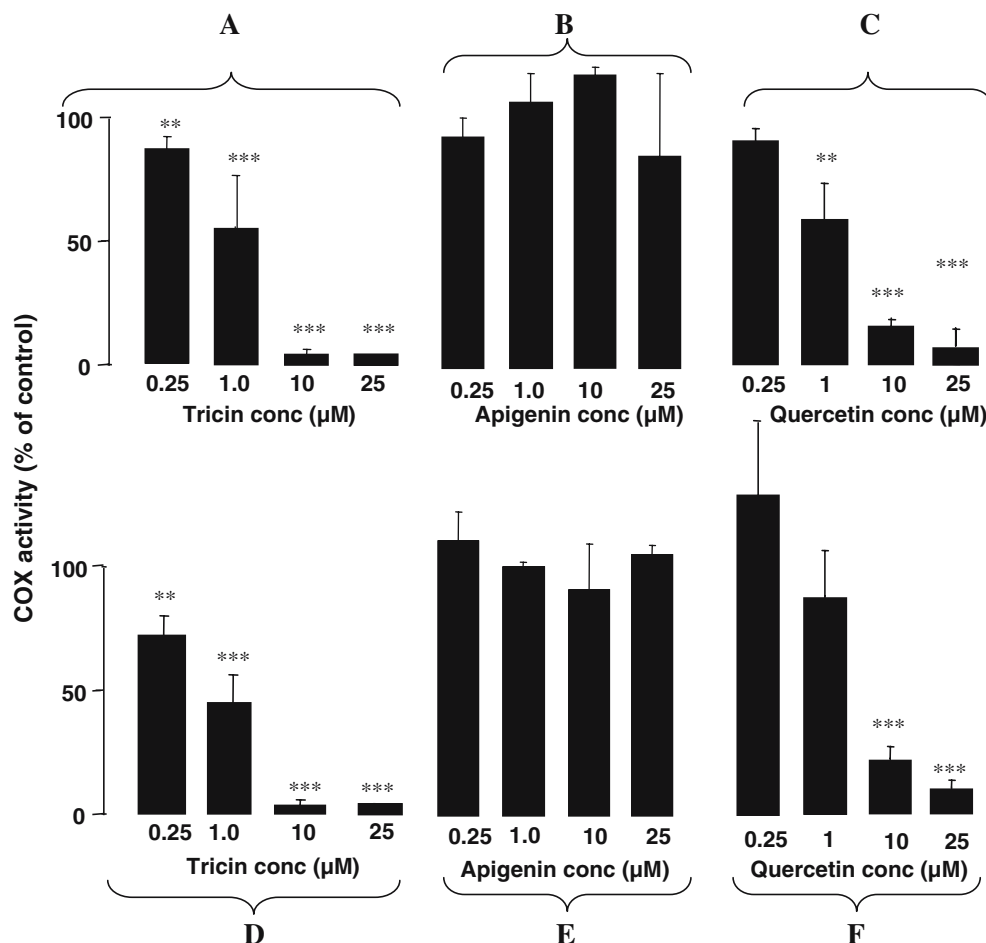 A B C
100
50
0
** *** *** ***
** *** ***
0.25 1.0 10 25
0.25 1.0 10 25
0.25 1 10 25
Tricin conc (µM)
Apigenin conc (µM)
Quercetin conc (µM)
COX activity (% of control)
100
50
0
** *** *** ***
*** ***
0.25 1.0 10 25
0.25 1.0 10 25
0.25 1 10 25
Tricin conc (µM)
Apigenin conc (µM)
Quercetin conc (µM)
D E F